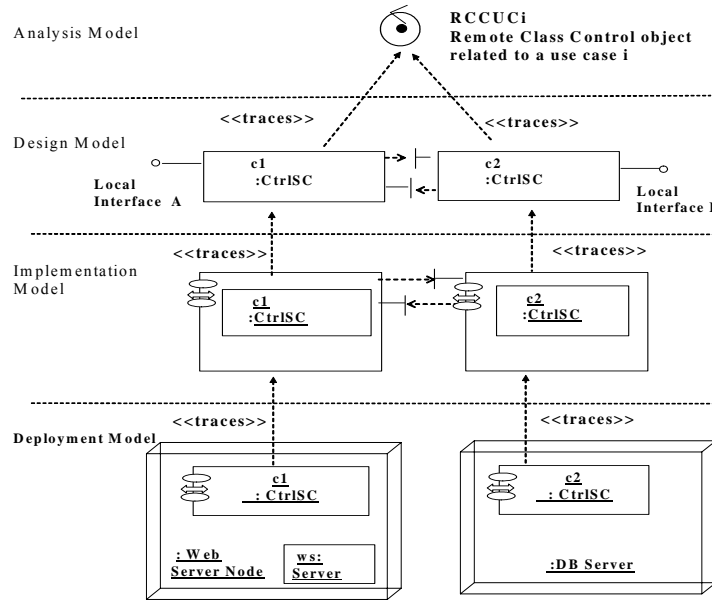 Analysis Model
RCCUCi
Remote Class Control object
related to a use case i
<<traces>>
<<traces>>
Design Model
c1
:CtrlSC
c2
:CtrlSC
Local
Interface A
Local
Interface
<<traces>>
<<traces>>
Implementation
Model
c1
:CtrlSC
c2
:CtrlSC
<<traces>>
<<traces>>
Deployment Model
c1
: CtrlSC
c2
: CtrlSC
: Web
Server Node
ws:
Server
:DB Server